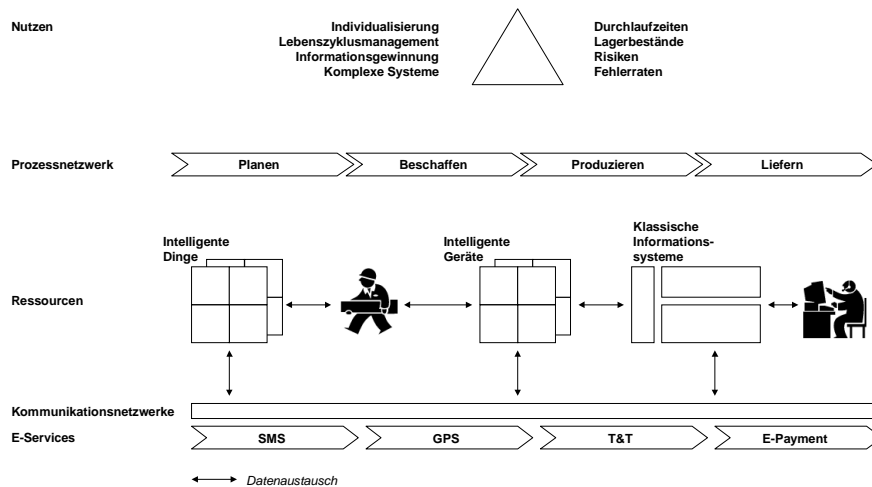 Nutzen
Individualisierung
Lebenszyklusmanagement
Informationsgewinnung
Komplexe Systeme
Durchlaufzeiten
Lagerbestände
Risiken
Fehlerraten
Prozessnetzwerk
Planen
Beschaffen
Produzieren
Liefern
Ressourcen
Intelligente
Dinge
Intelligente
Geräte
Klassische
Informations-
systeme
Kommunikationsnetzwerke
E-Services
SMS
GPS
T&T
E-Payment
Datenaustausch